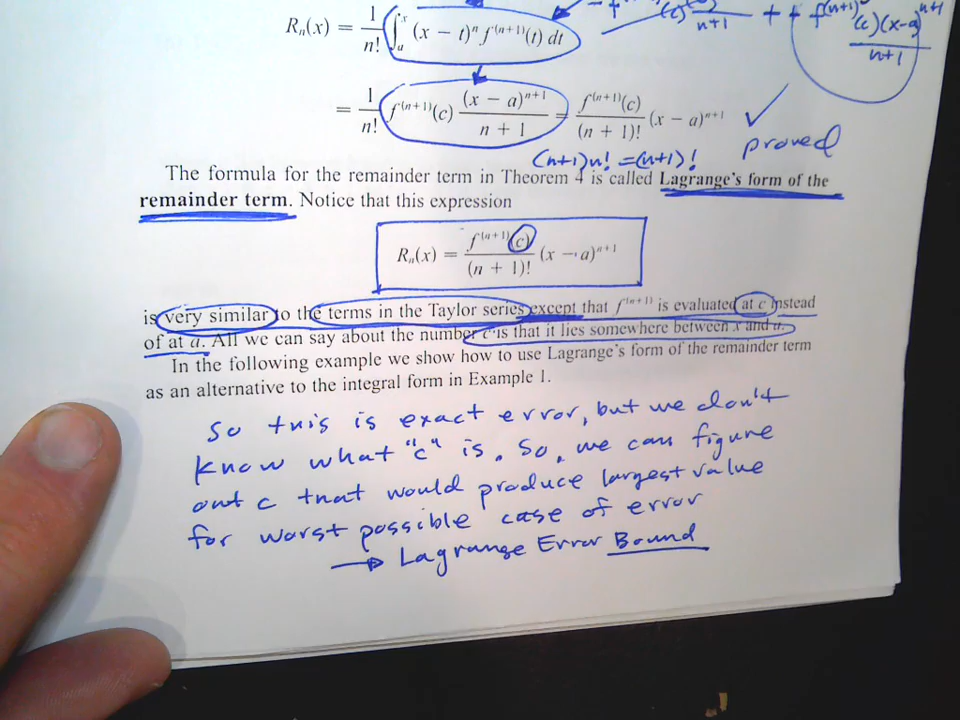 R_n(x) = 1/n! ∫_a^x (x − t)^n f^(n+1)(t) dt
(c) n+1 + + f^(n+1)(c)(x−a)^(n+1) / n+1
= 1/n! f^(n+1)(c) (x − a)^(n+1) / n + 1 = f^(n+1)(c) / (n + 1)! (x − a)^(n+1) ✓
proved
(n+1)n! = (n+1)!
The formula for the remainder term in Theorem 4 is called Lagrange's form of the
remainder term. Notice that this expression
R_n(x) = f^(n+1)(c) / (n + 1)! (x − a)^(n+1)
is very similar to the terms in the Taylor series except that f^(n+1) is evaluated at c instead
of at a. All we can say about the number c is that it lies somewhere between x and a.
In the following example we show how to use Lagrange's form of the remainder term
as an alternative to the integral form in Example 1.
So this is exact error, but we don't
know what "c" is. So, we can figure
out c that would produce largest value
for worst possible case of error
→ Lagrange Error Bound